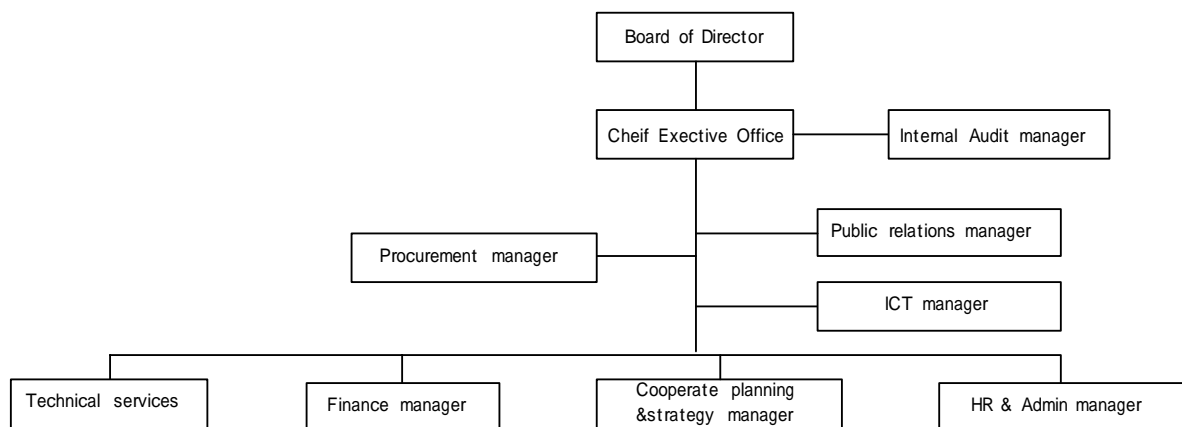 Board of Director
Cheif Exective Office
Internal Audit manager
Public relations manager
Procurement manager
ICT manager
Technical services
Finance manager
Cooperate planning
&strategy manager
HR & Admin manager